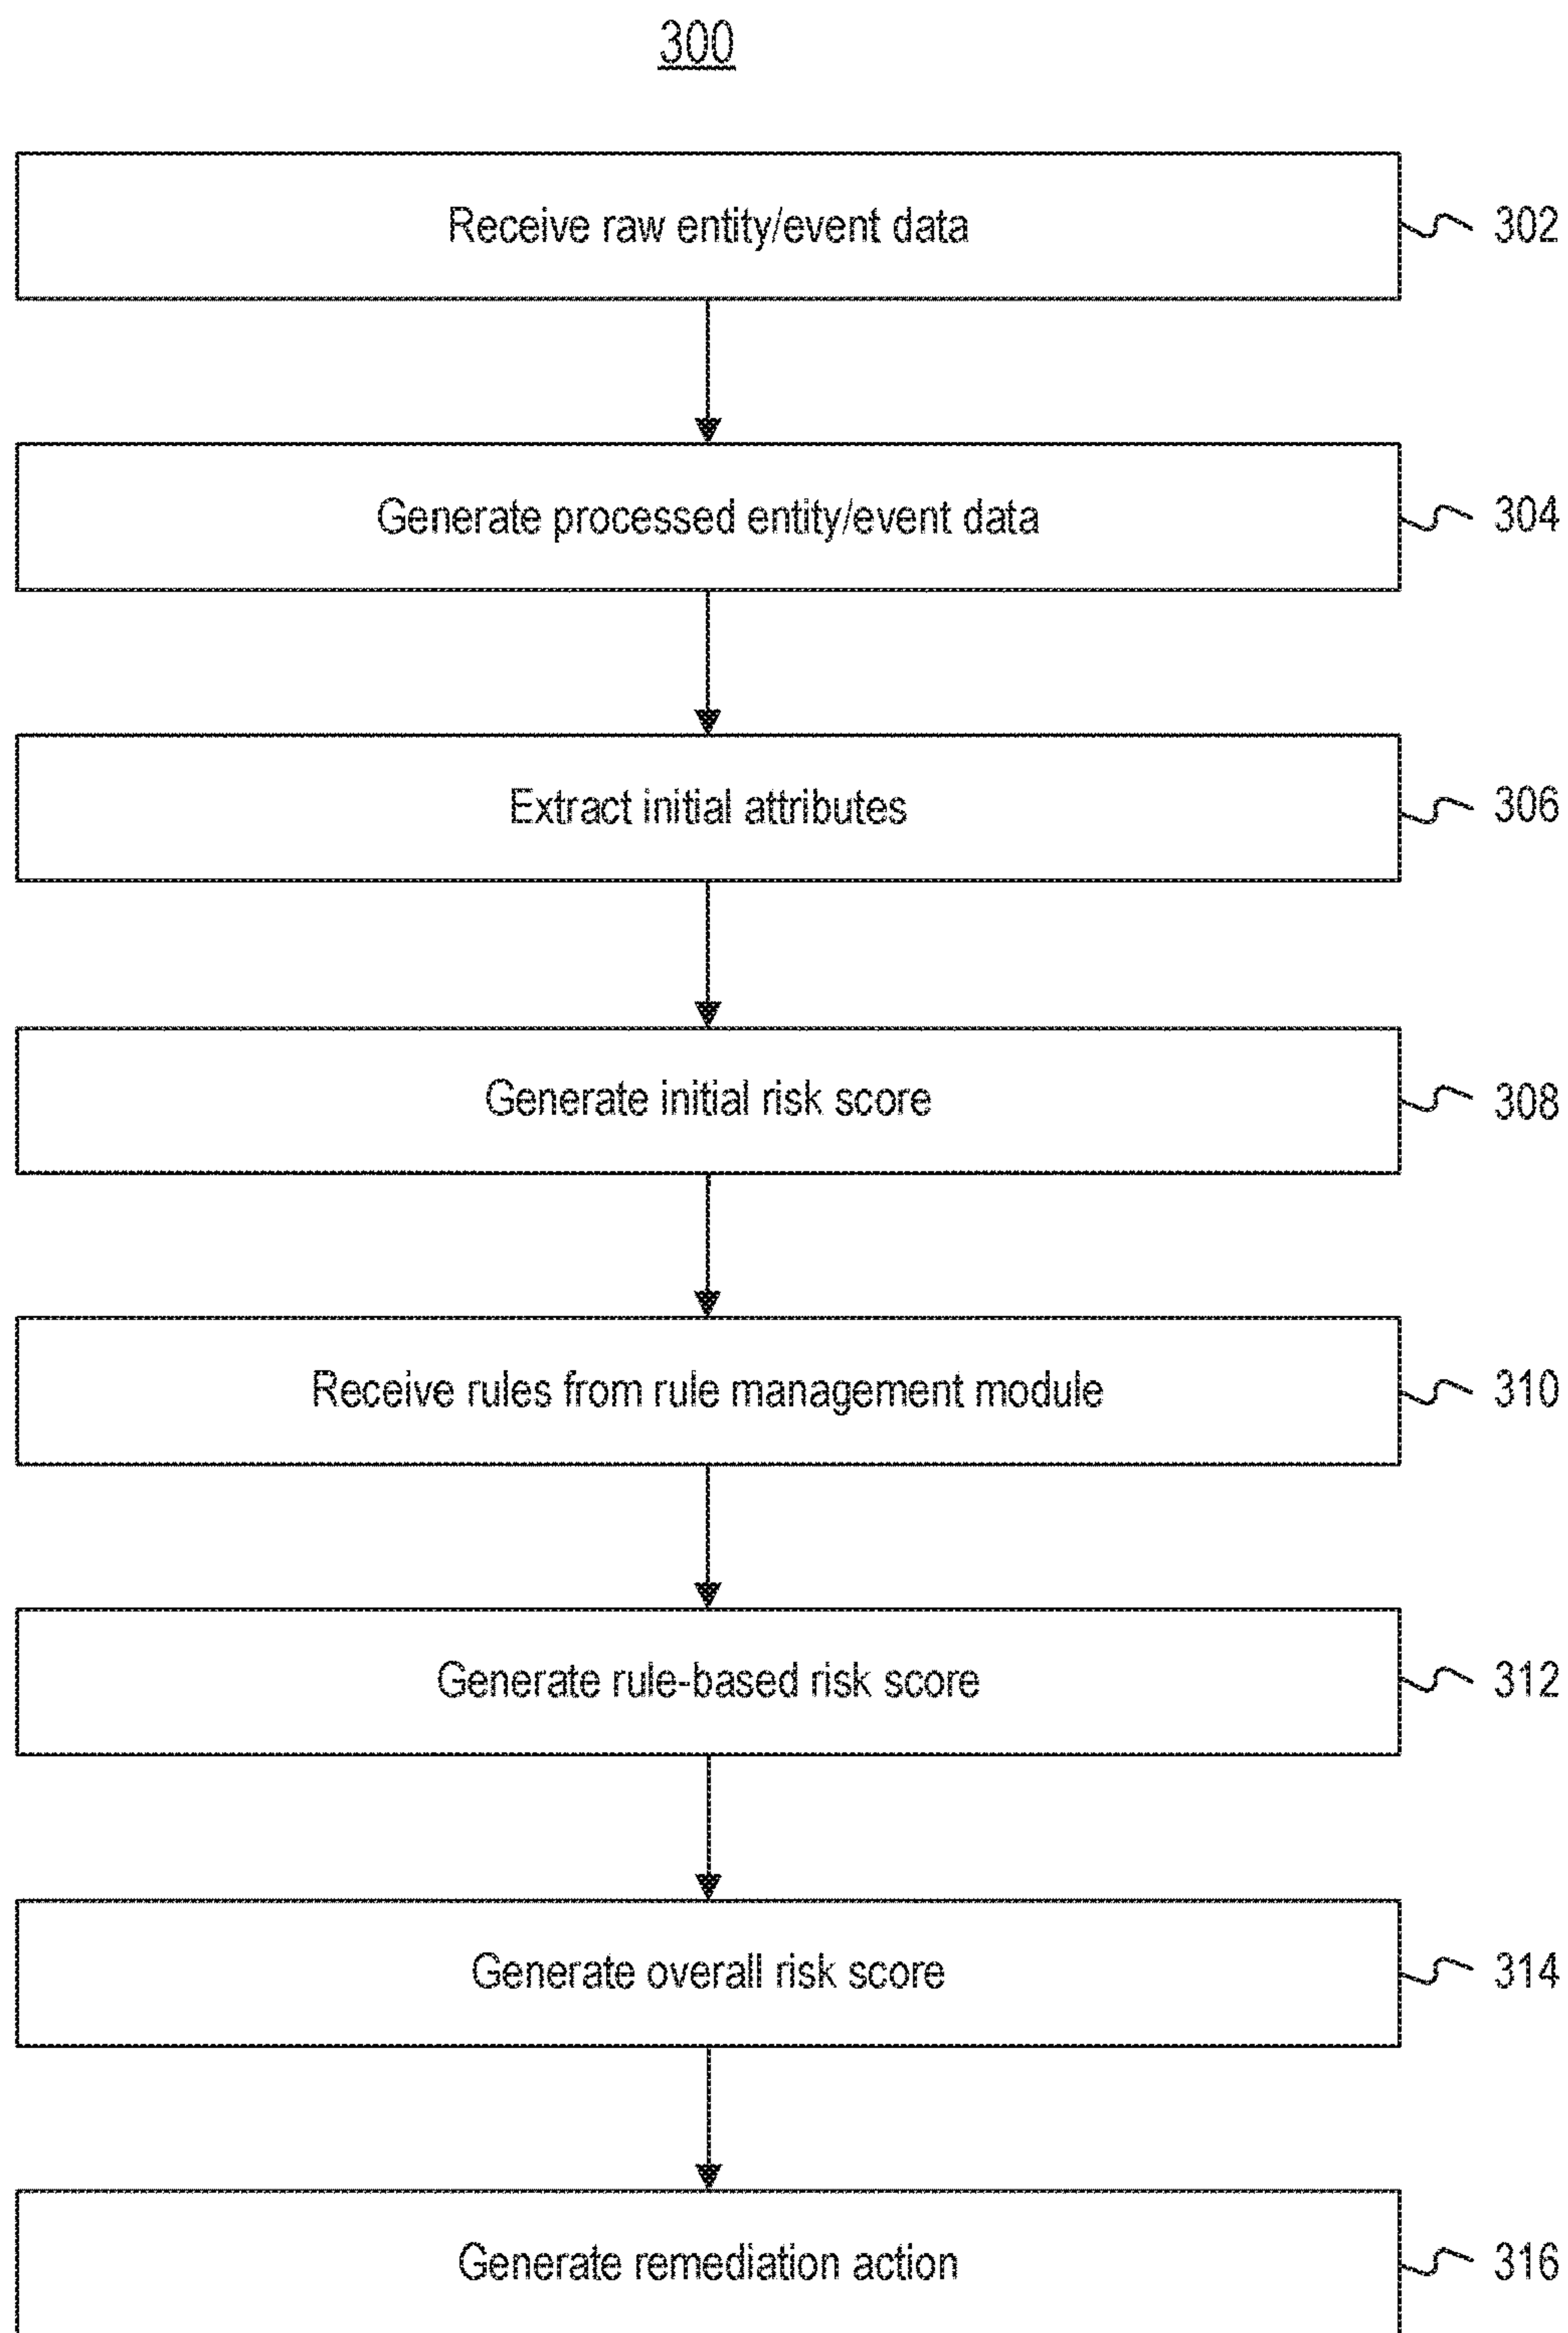 300
Receive raw entity/event data
302
Generate processed entity/event data
304
Extract initial attributes
306
Generate initial risk score
308
Receive rules from rule management module
310
Generate rule-based risk score
312
Generate overall risk score
314
Generate remediation action
316